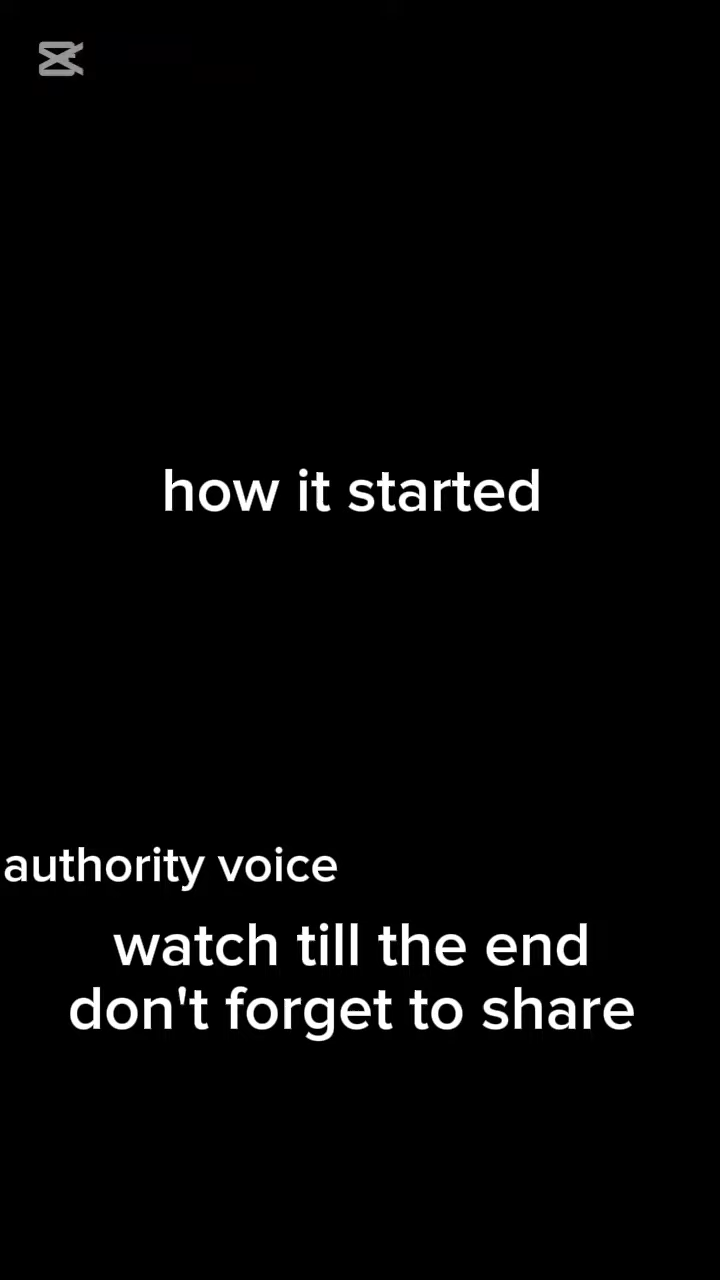 how it started
authority voice
watch till the end
don't forget to share